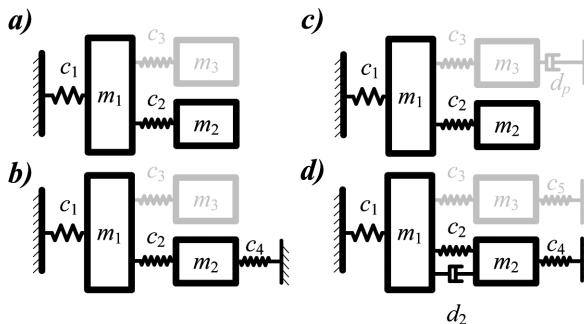 a)
c₃
m₃
c₁
m₁
c₂
m₂
b)
c₃
m₃
c₁
m₁
c₂
c₄
m₂
c)
c₃
m₃
d_p
c₁
m₁
c₂
m₂
d)
c₃
c₅
m₃
c₁
m₁
c₂
c₄
m₂
d₂